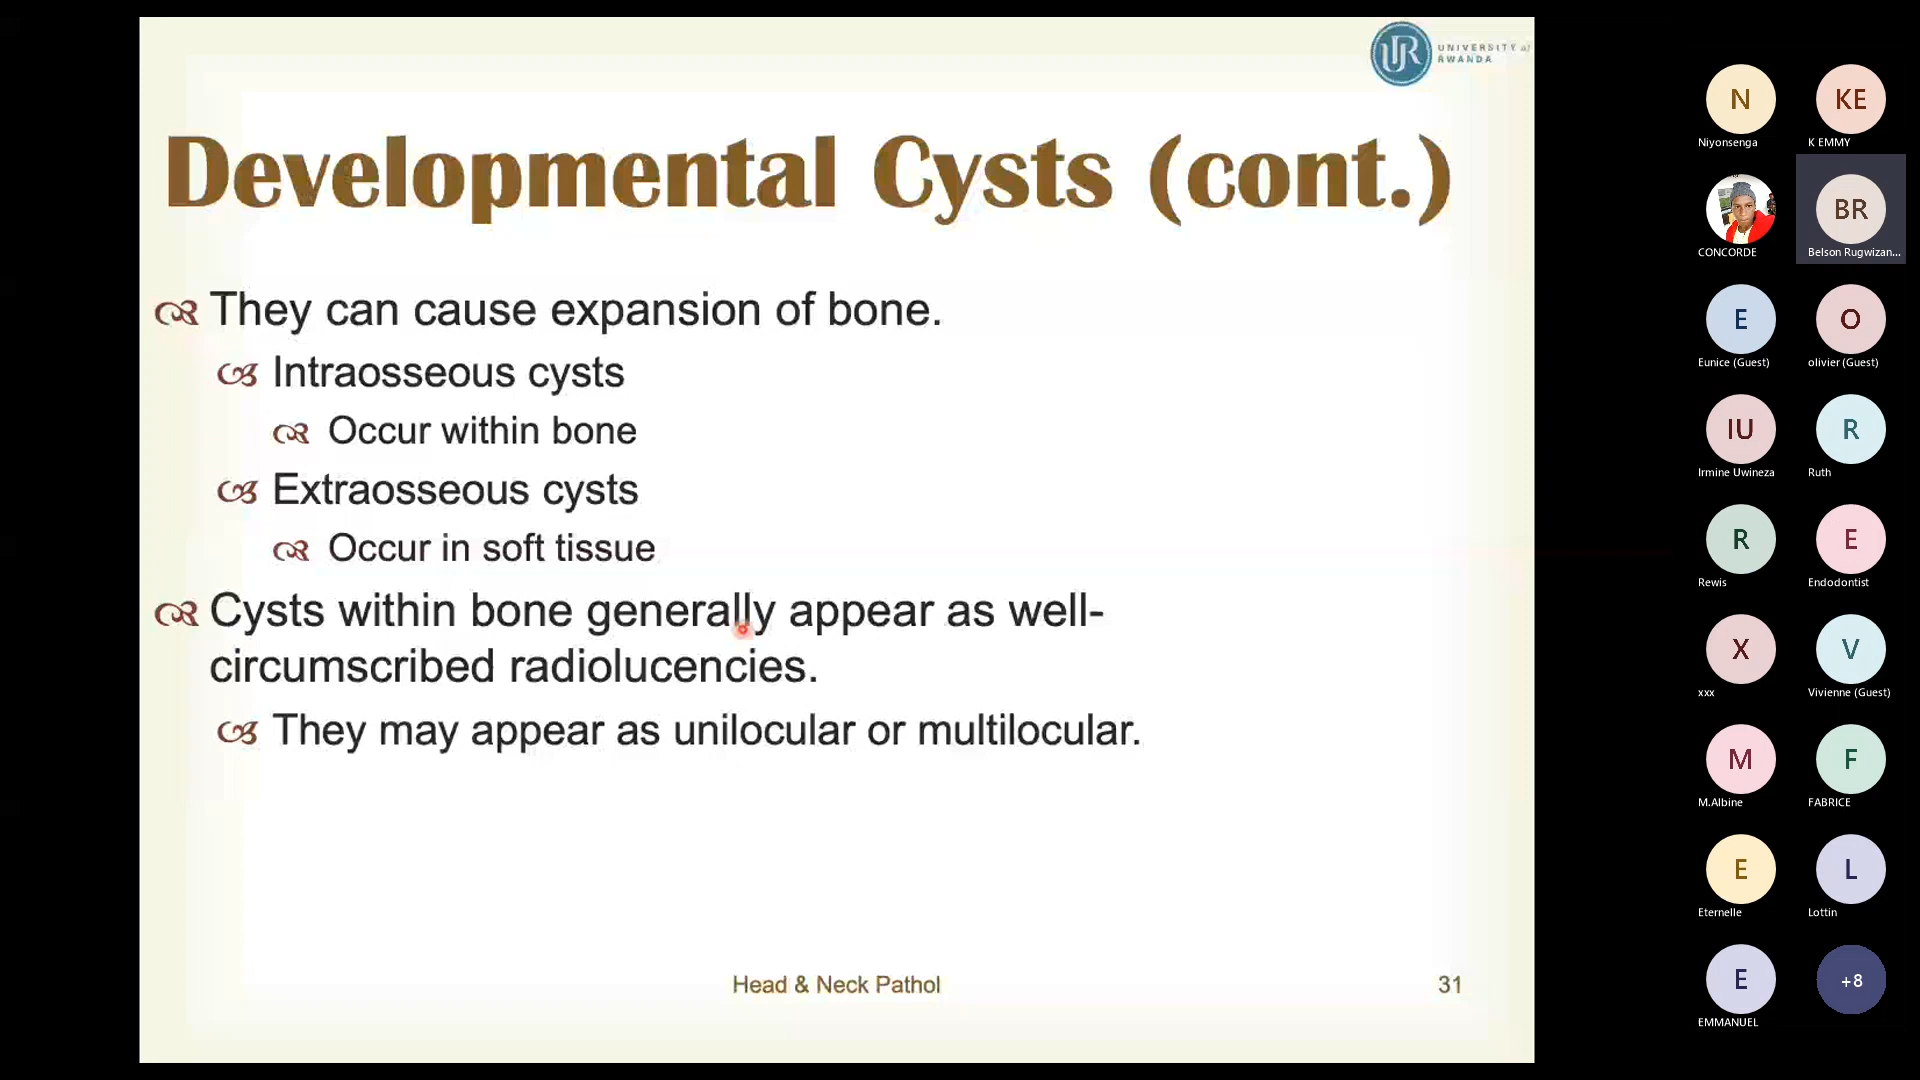 UNIVERSITY of
RWANDA
Developmental Cysts (cont.)
They can cause expansion of bone.
Intraosseous cysts
Occur within bone
Extraosseous cysts
Occur in soft tissue
Cysts within bone generally appear as well-
circumscribed radiolucencies.
They may appear as unilocular or multilocular.
Head & Neck Pathol
31
N
Niyonsenga
KE
K EMMY
CONCORDE
BR
Belson Rugwizan...
E
Eunice (Guest)
O
olivier (Guest)
IU
Irmine Uwineza
R
Ruth
R
Rewis
E
Endodontist
X
xxx
V
Vivienne (Guest)
M
M.Albine
F
FABRICE
E
Eternelle
L
Lottin
E
EMMANUEL
+8